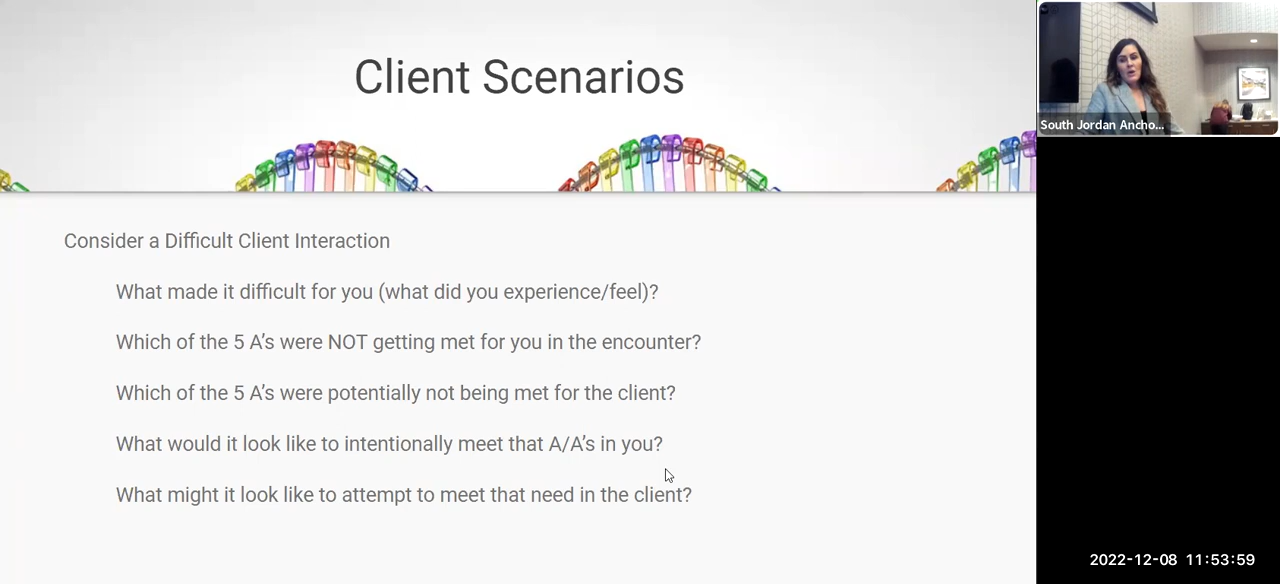 Client Scenarios
South Jordan Ancho...
Consider a Difficult Client Interaction
What made it difficult for you (what did you experience/feel)?
Which of the 5 A’s were NOT getting met for you in the encounter?
Which of the 5 A’s were potentially not being met for the client?
What would it look like to intentionally meet that A/A’s in you?
What might it look like to attempt to meet that need in the client?
2022-12-08 11:53:59